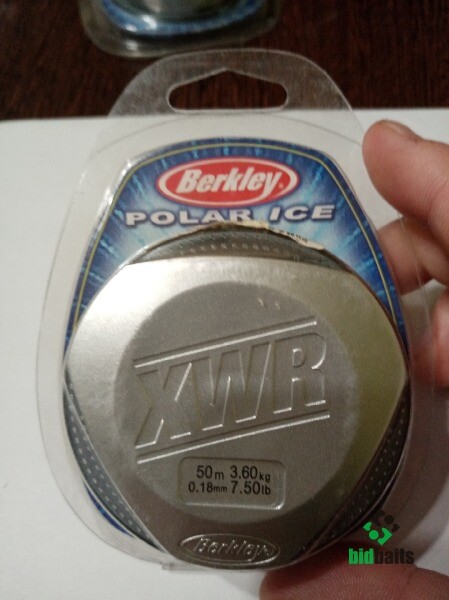 Berkley
POLAR ICE
XWR
50m 3.60kg
0.18mm 7.50lb
Berkley
bidbaits